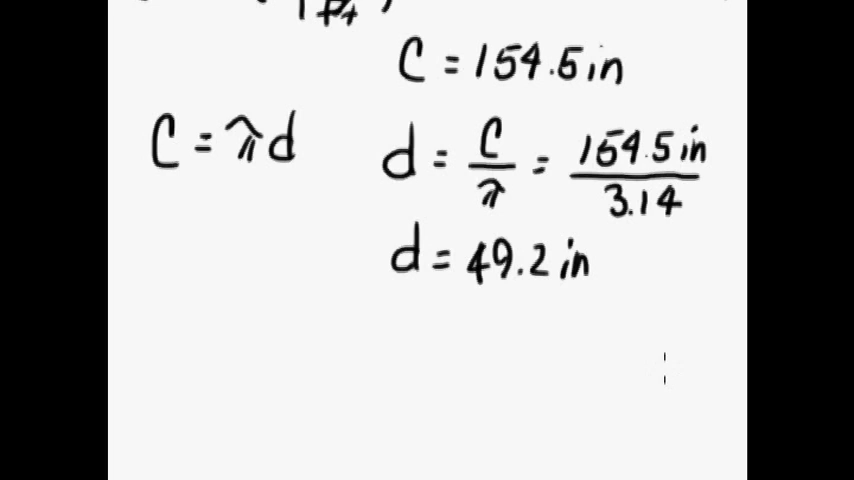 C = 154.5 in
C = πd d = C/π = 154.5 in/3.14
d = 49.2 in